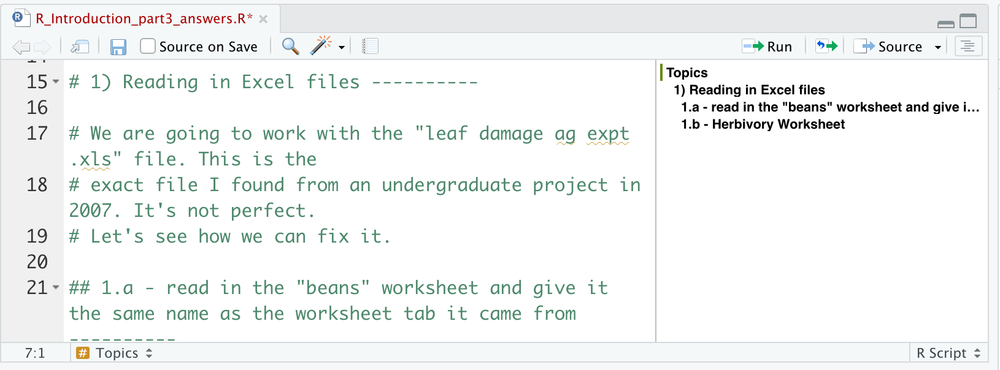 R_Introduction_part3_answers.R*
Source on Save
Run
Source
15 # 1) Reading in Excel files ----------
16
17 # We are going to work with the "leaf damage ag expt
.xls" file. This is the
18 # exact file I found from an undergraduate project in
2007. It's not perfect.
19 # Let's see how we can fix it.
20
21 ## 1.a - read in the "beans" worksheet and give it
the same name as the worksheet tab it came from
----------
Topics
1) Reading in Excel files
1.a - read in the "beans" worksheet and give i...
1.b - Herbivory Worksheet
7:1
# Topics
R Script